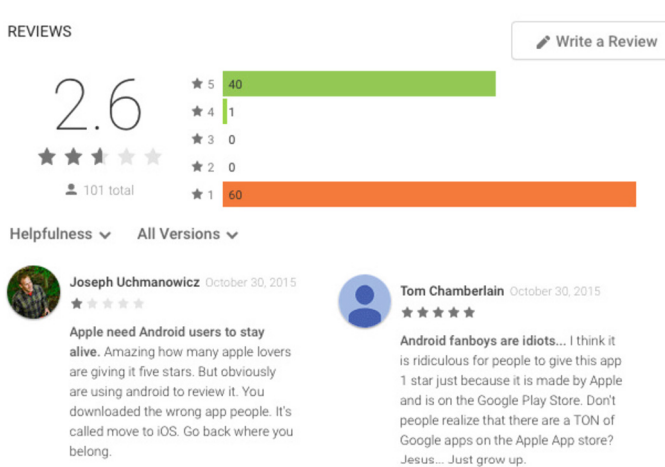 REVIEWS
Write a Review
2.6
101 total
5 40
4 1
3 0
2 0
1 60
Helpfulness
All Versions
Joseph Uchmanowicz October 30, 2015
Apple need Android users to stay
alive. Amazing how many apple lovers
are giving it five stars. But obviously
are using android to review it. You
downloaded the wrong app people. It's
called move to iOS. Go back where you
belong.
Tom Chamberlain October 30, 2015
Android fanboys are idiots... I think it
is ridiculous for people to give this app
1 star just because it is made by Apple
and is on the Google Play Store. Don't
people realize that there are a TON of
Google apps on the Apple App store?
Jesus... Just grow up.